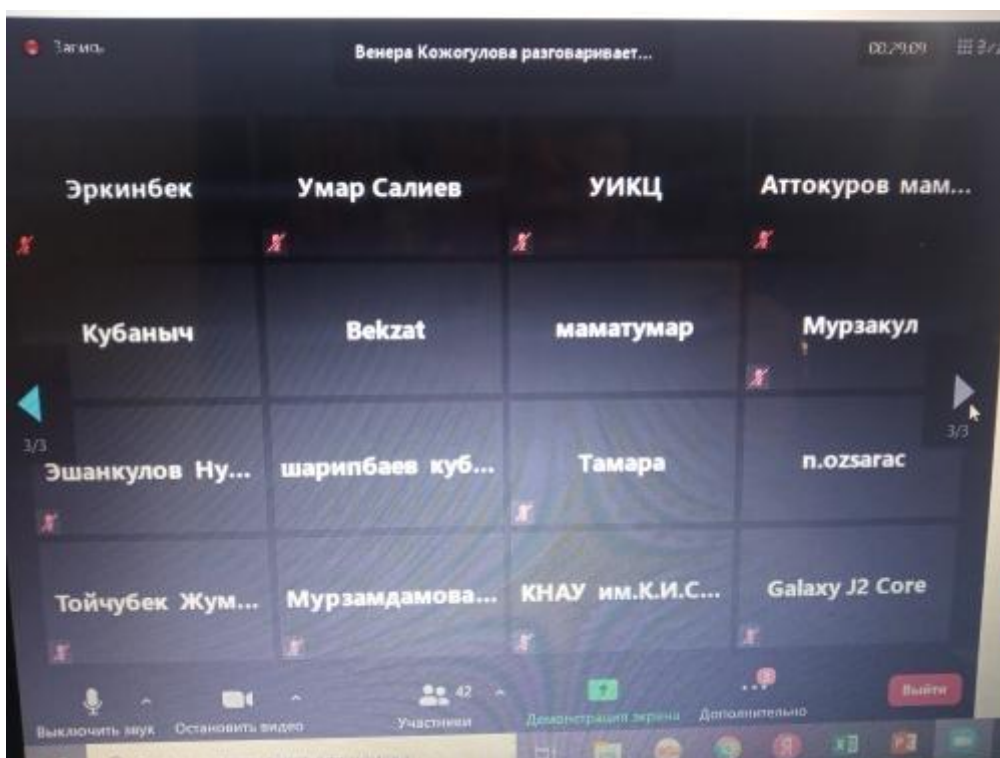 Запись
Венера Кожогулова разговаривает...
00:29:09
Эркинбек
Умар Салиев
УИКЦ
Аттокуров мам...
Кубаныч
Bekzat
маматумар
Мурзакул
3/3
3/3
Эшанкулов Ну...
шарипбаев куб...
Тамара
n.ozsarac
Тойчубек Жум...
Мурзамдамова...
КНАУ им.К.И.С...
Galaxy J2 Core
42
3
Выключить звук
Остановить видео
Участники
Демонстрация экрана
Дополнительно
Выйти